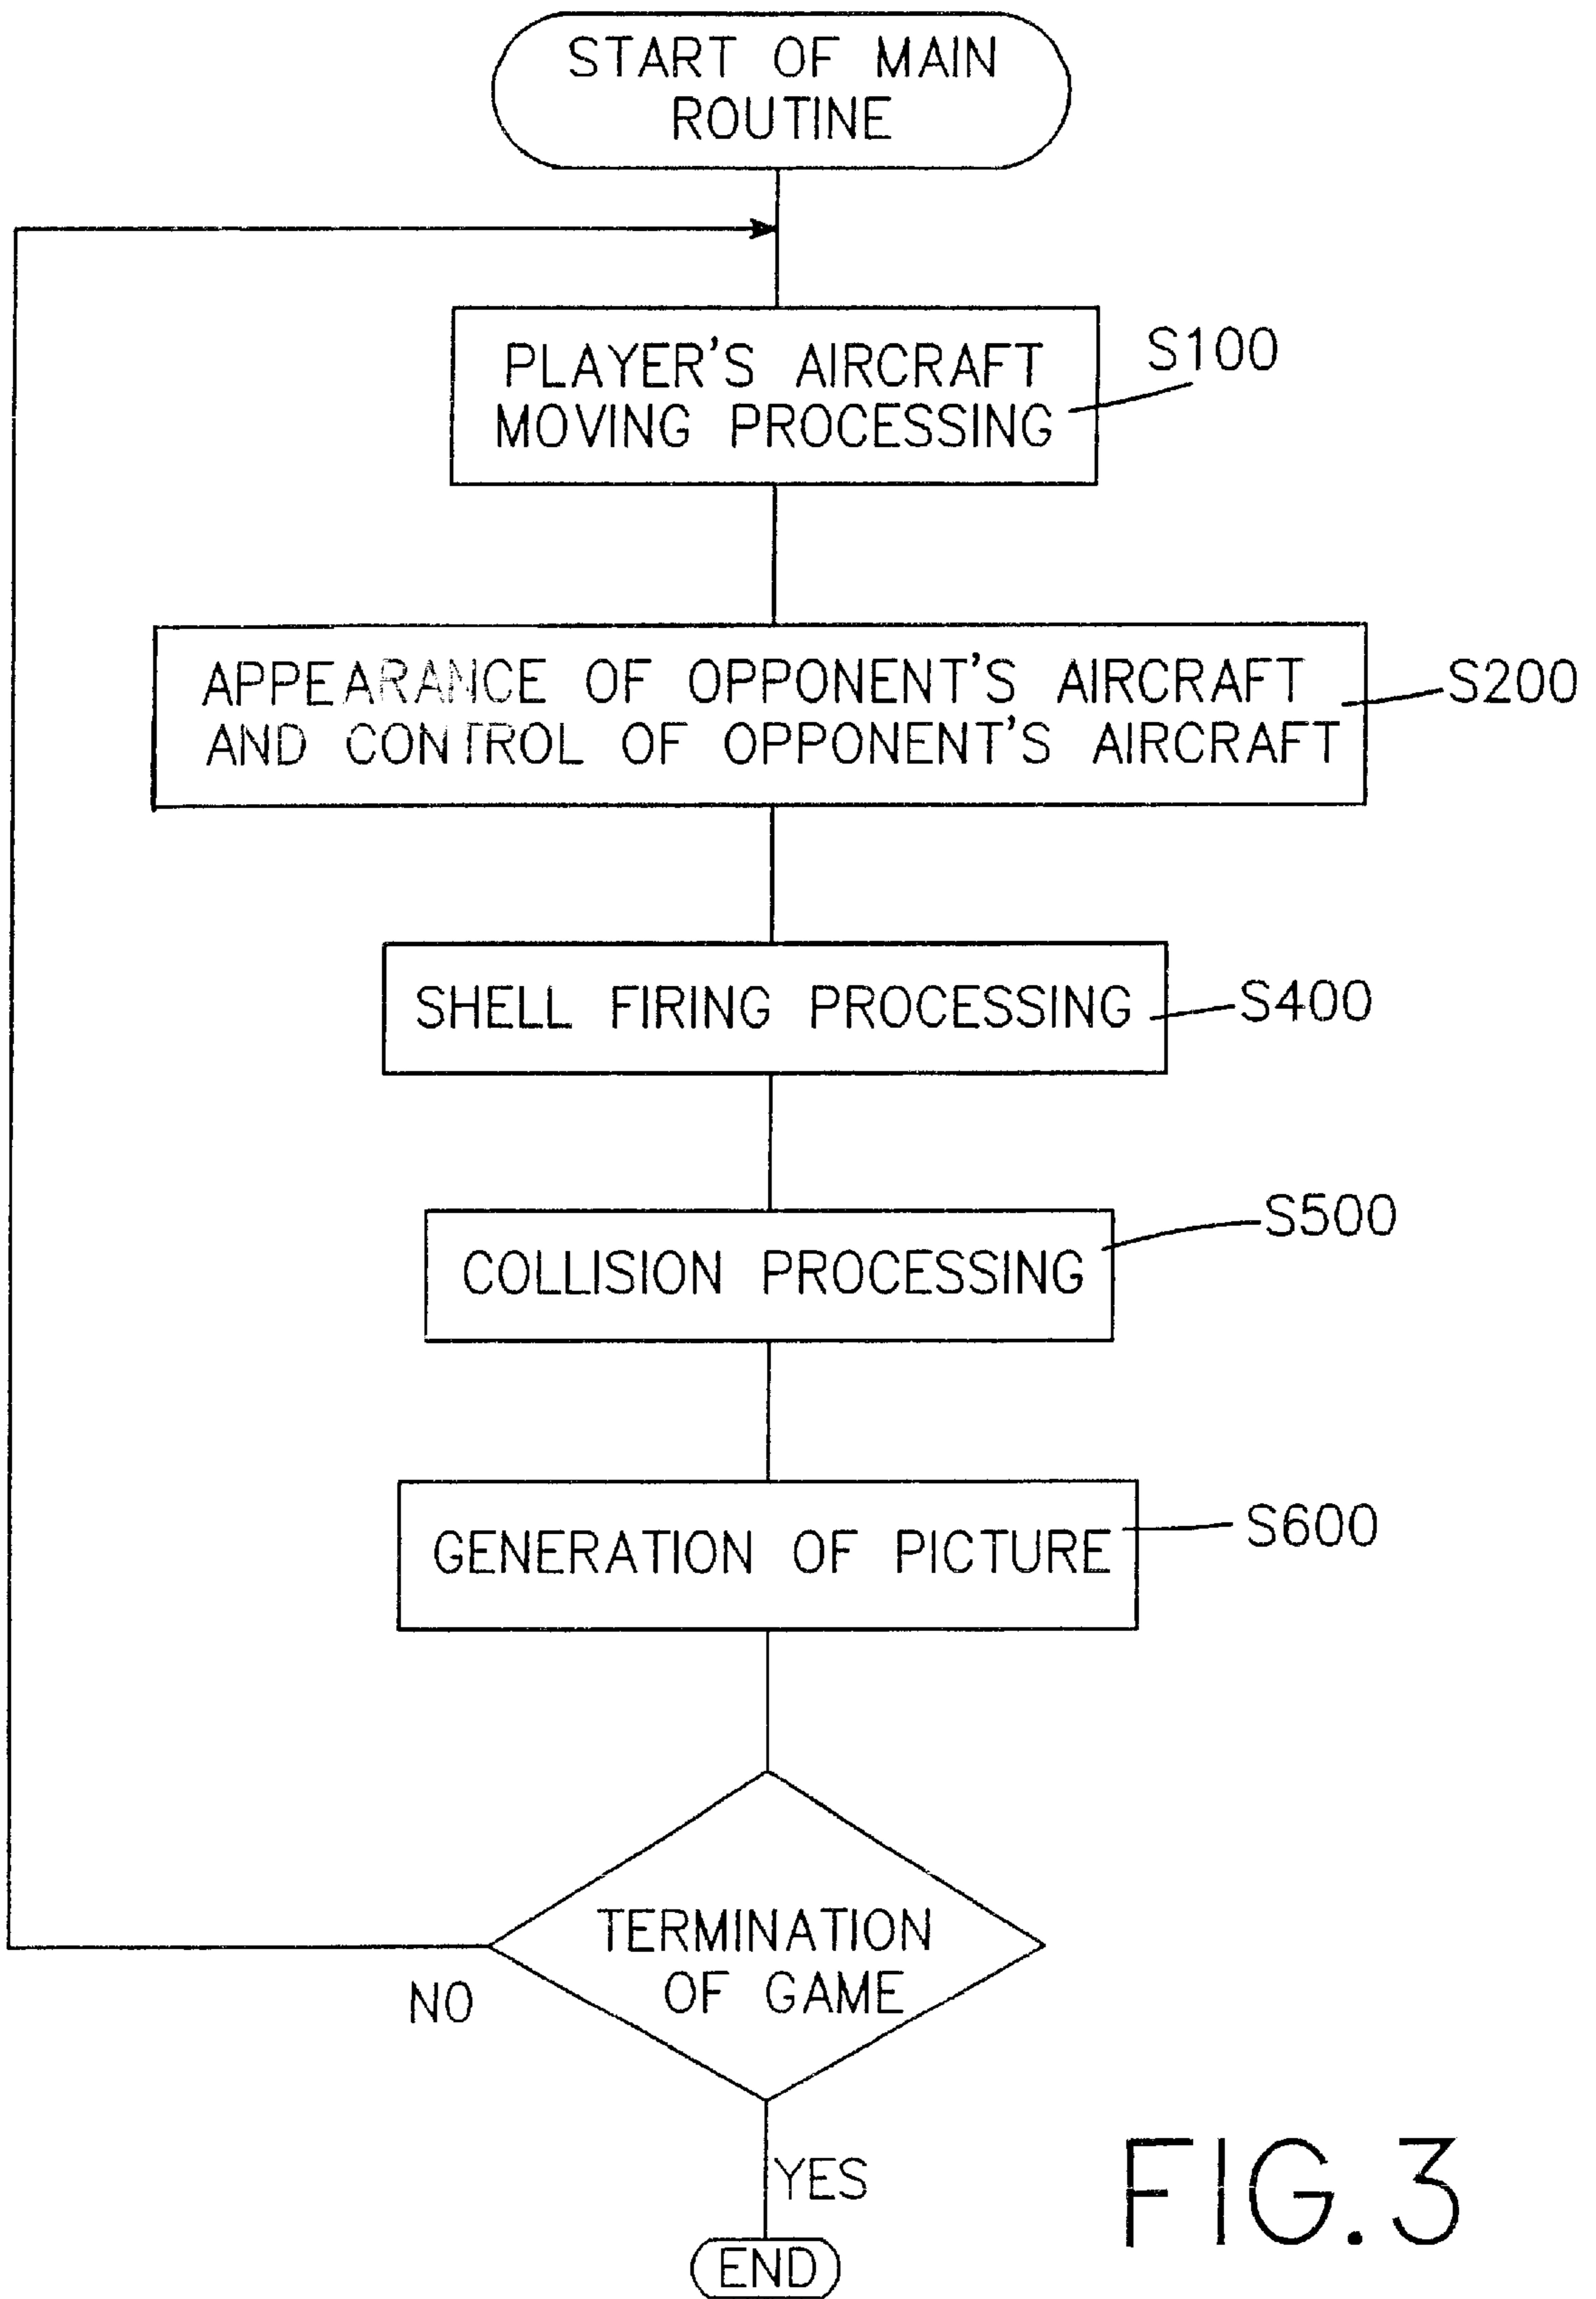 START OF MAIN
ROUTINE
PLAYER'S AIRCRAFT
MOVING PROCESSING
S100
APPEARANCE OF OPPONENT'S AIRCRAFT
AND CONTROL OF OPPONENT'S AIRCRAFT
S200
SHELL FIRING PROCESSING
S400
COLLISION PROCESSING
S500
GENERATION OF PICTURE
S600
TERMINATION
OF GAME
NO
YES
END
FIG.3